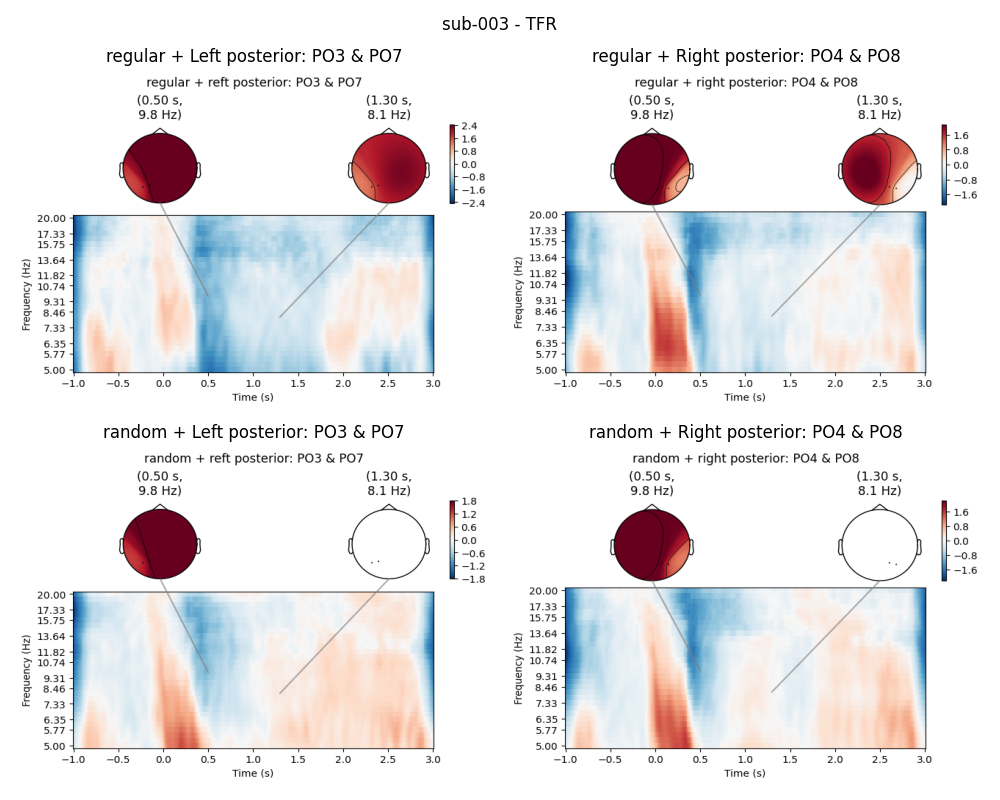 sub-003 - TFR
regular + Left posterior: PO3 & PO7
regular + reft posterior: PO3 & PO7
(0.50 s,
9.8 Hz)
(1.30 s,
8.1 Hz)
2.4
1.6
0.8
0.0
−0.8
−1.6
−2.4
Frequency (Hz)
20.00
17.33
15.75
13.64
11.82
10.74
9.31
8.46
7.33
6.35
5.77
5.00
−1.0 −0.5 0.0 0.5 1.0 1.5 2.0 2.5 3.0
Time (s)
regular + Right posterior: PO4 & PO8
regular + right posterior: PO4 & PO8
(0.50 s,
9.8 Hz)
(1.30 s,
8.1 Hz)
1.6
0.8
0.0
−0.8
−1.6
Frequency (Hz)
20.00
17.33
15.75
13.64
11.82
10.74
9.31
8.46
7.33
6.35
5.77
5.00
−1.0 −0.5 0.0 0.5 1.0 1.5 2.0 2.5 3.0
Time (s)
random + Left posterior: PO3 & PO7
random + reft posterior: PO3 & PO7
(0.50 s,
9.8 Hz)
(1.30 s,
8.1 Hz)
1.8
1.2
0.6
0.0
−0.6
−1.2
−1.8
Frequency (Hz)
20.00
17.33
15.75
13.64
11.82
10.74
9.31
8.46
7.33
6.35
5.77
5.00
−1.0 −0.5 0.0 0.5 1.0 1.5 2.0 2.5 3.0
Time (s)
random + Right posterior: PO4 & PO8
random + right posterior: PO4 & PO8
(0.50 s,
9.8 Hz)
(1.30 s,
8.1 Hz)
1.6
0.8
0.0
−0.8
−1.6
Frequency (Hz)
20.00
17.33
15.75
13.64
11.82
10.74
9.31
8.46
7.33
6.35
5.77
5.00
−1.0 −0.5 0.0 0.5 1.0 1.5 2.0 2.5 3.0
Time (s)